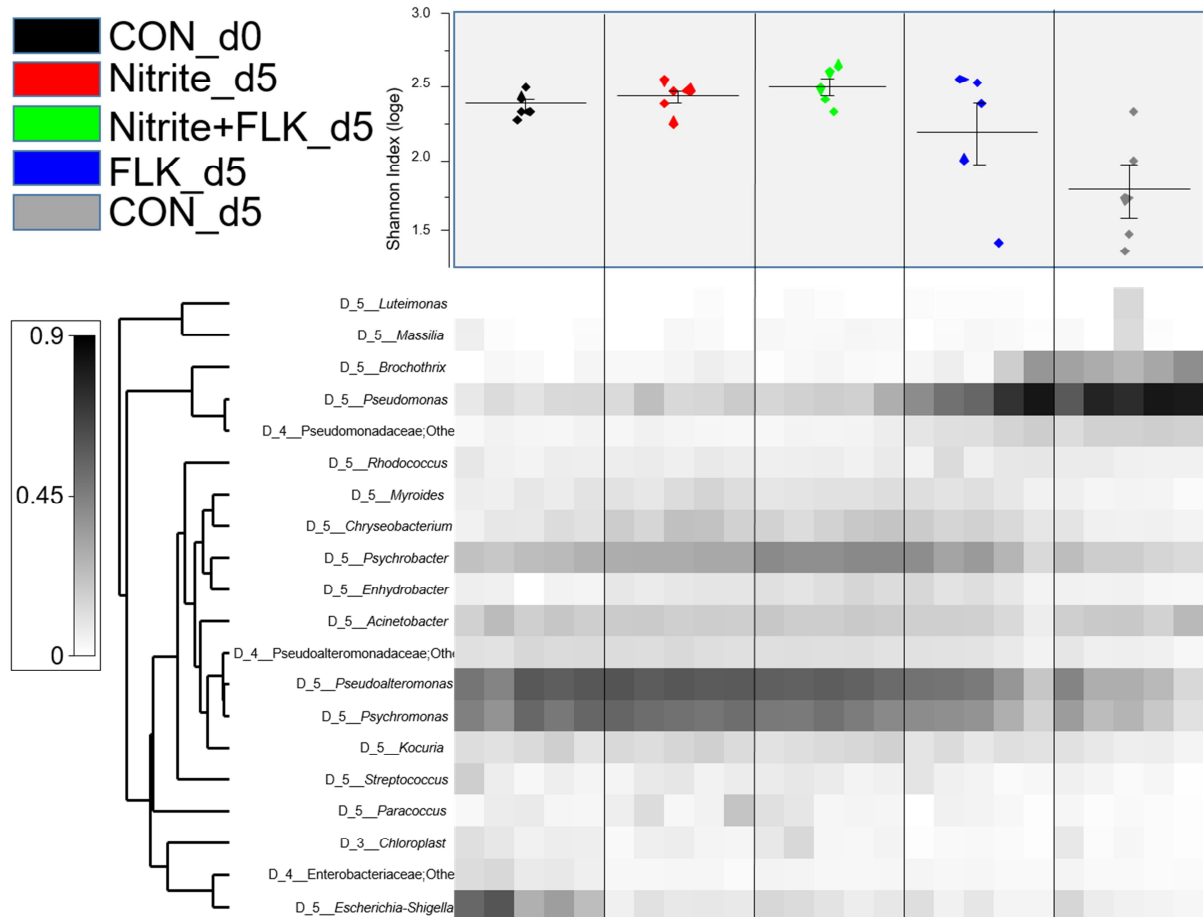 CON_d0
Nitrite_d5
Nitrite+FLK_d5
FLK_d5
CON_d5
3.0
2.5
2.0
1.5
Shannon Index (loge)
0.9
0.45
0
D_5__Luteimonas
D_5__Massilia
D_5__Brochothrix
D_5__Pseudomonas
D_4__Pseudomonadaceae;Othe
D_5__Rhodococcus
D_5__Myroides
D_5__Chryseobacterium
D_5__Psychrobacter
D_5__Enhydrobacter
D_5__Acinetobacter
D_4__Pseudoalteromonadaceae;Othe
D_5__Pseudoalteromonas
D_5__Psychromonas
D_5__Kocuria
D_5__Streptococcus
D_5__Paracoccus
D_3__Chloroplast
D_4__Enterobacteriaceae;Othe
D_5__Escherichia-Shigella